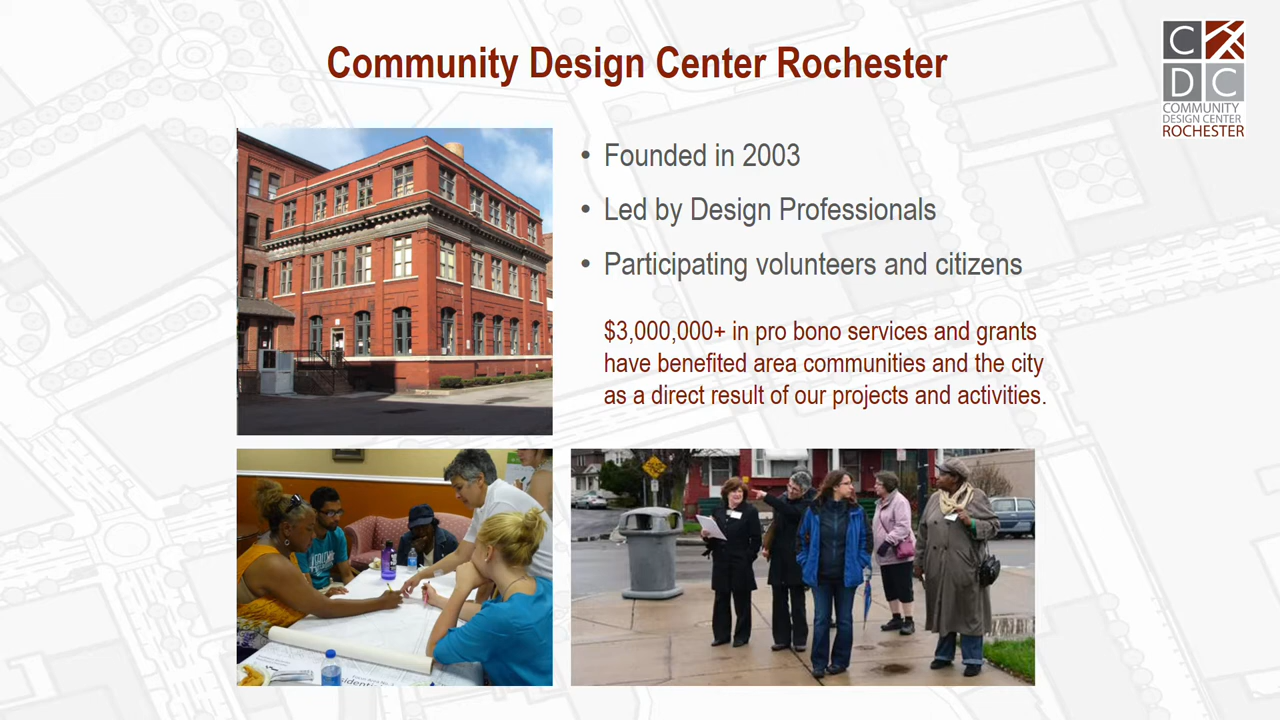 Community Design Center Rochester
C
D C
COMMUNITY
DESIGN CENTER
ROCHESTER
• Founded in 2003
• Led by Design Professionals
• Participating volunteers and citizens
$3,000,000+ in pro bono services and grants
have benefited area communities and the city
as a direct result of our projects and activities.